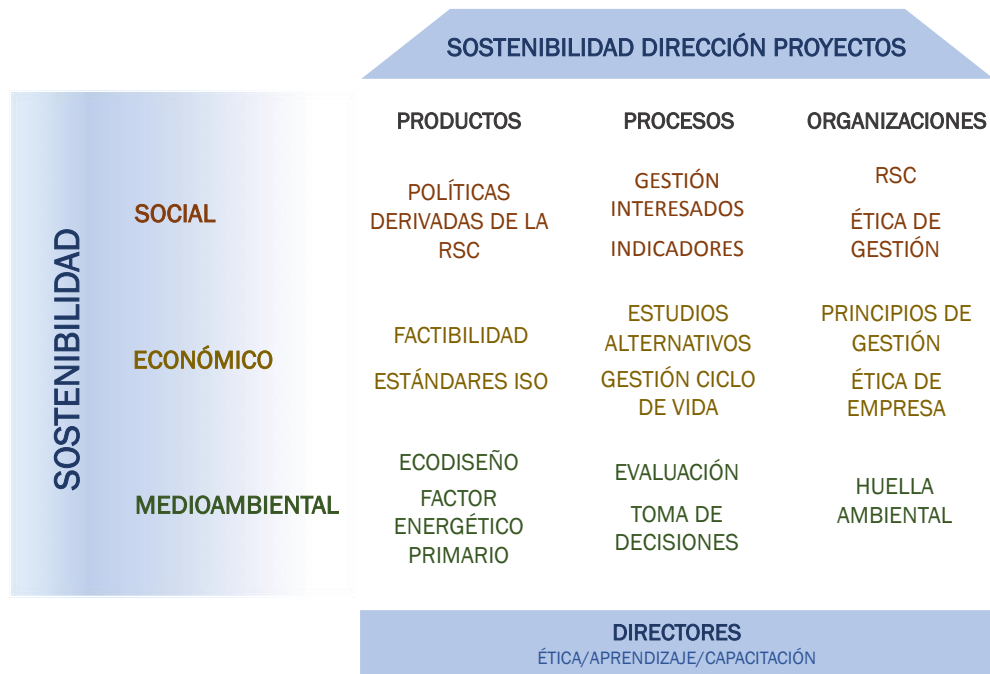 SOSTENIBILIDAD DIRECCIÓN PROYECTOS
PRODUCTOS
PROCESOS
ORGANIZACIONES
SOSTENIBILIDAD
SOCIAL
POLÍTICAS
DERIVADAS DE LA
RSC
GESTIÓN
INTERESADOS
INDICADORES
RSC
ÉTICA DE
GESTIÓN
ECONÓMICO
FACTIBILIDAD
ESTÁNDARES ISO
ESTUDIOS
ALTERNATIVOS
GESTIÓN CICLO
DE VIDA
PRINCIPIOS DE
GESTIÓN
ÉTICA DE
EMPRESA
MEDIOAMBIENTAL
ECODISEÑO
FACTOR
ENERGÉTICO
PRIMARIO
EVALUACIÓN
TOMA DE
DECISIONES
HUELLA
AMBIENTAL
DIRECTORES
ÉTICA/APRENDIZAJE/CAPACITACIÓN